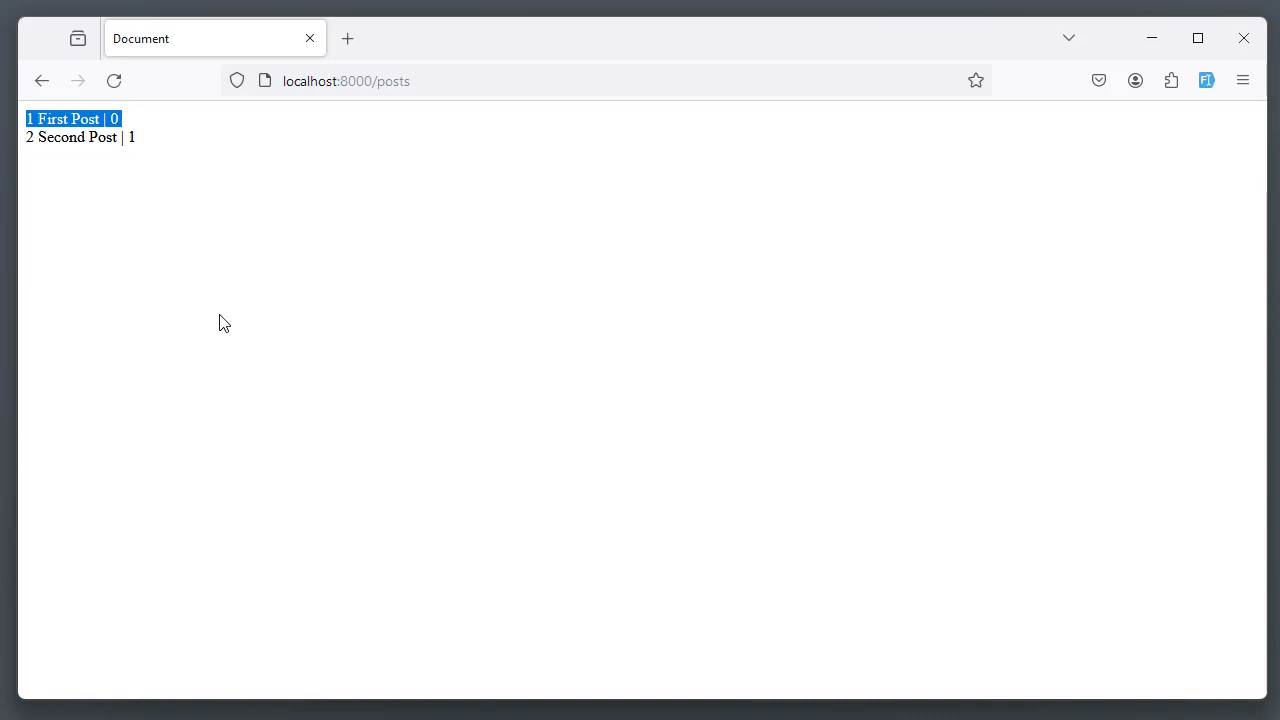 Document
localhost:8000/posts
1 First Post | 0
2 Second Post | 1